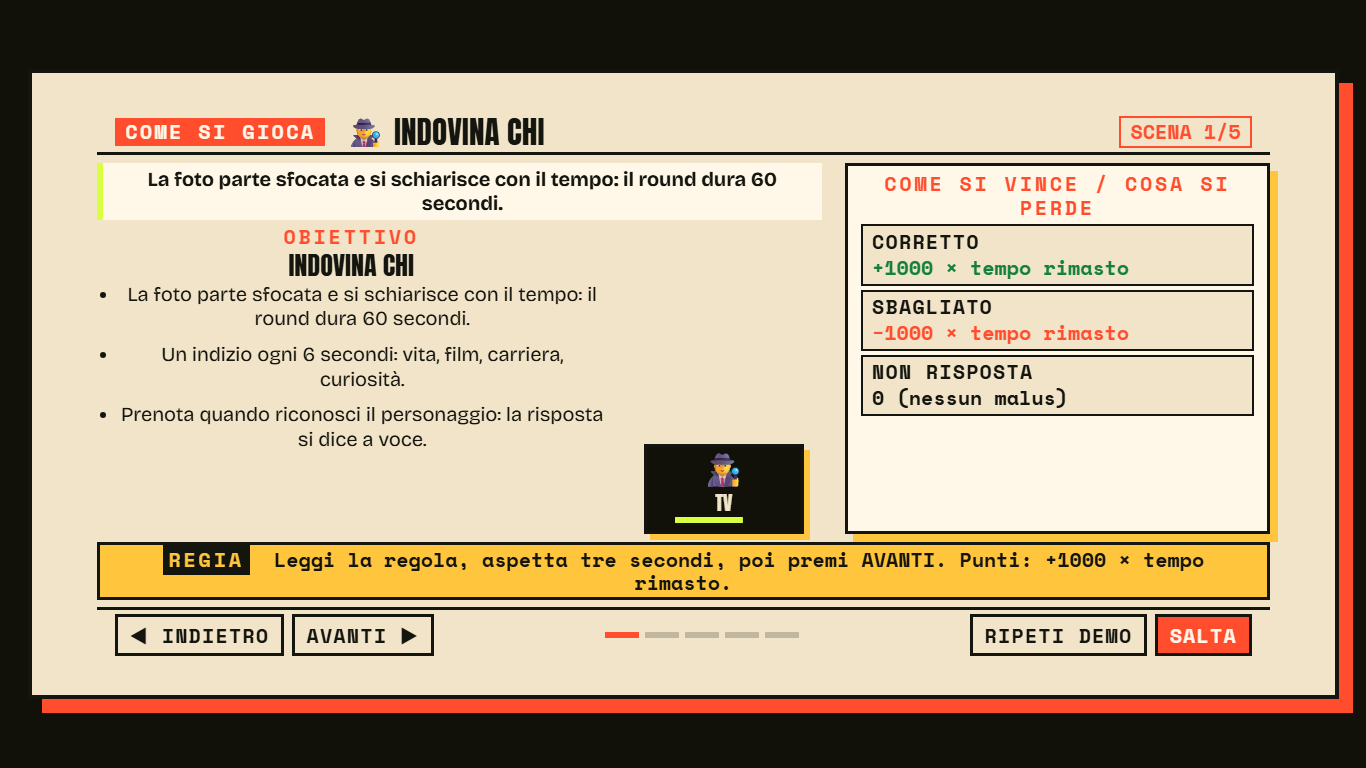 COME SI GIOCA
INDOVINA CHI
SCENA 1/5
La foto parte sfocata e si schiarisce con il tempo: il round dura 60
secondi.
OBIETTIVO
INDOVINA CHI
• La foto parte sfocata e si schiarisce con il tempo: il
round dura 60 secondi.
• Un indizio ogni 6 secondi: vita, film, carriera,
curiosità.
• Prenota quando riconosci il personaggio: la risposta
si dice a voce.
TV
COME SI VINCE / COSA SI
PERDE
CORRETTO
+1000 × tempo rimasto
SBAGLIATO
−1000 × tempo rimasto
NON RISPOSTA
0 (nessun malus)
REGIA Leggi la regola, aspetta tre secondi, poi premi AVANTI. Punti: +1000 × tempo
rimasto.
◀ INDIETRO
AVANTI ▶
RIPETI DEMO
SALTA